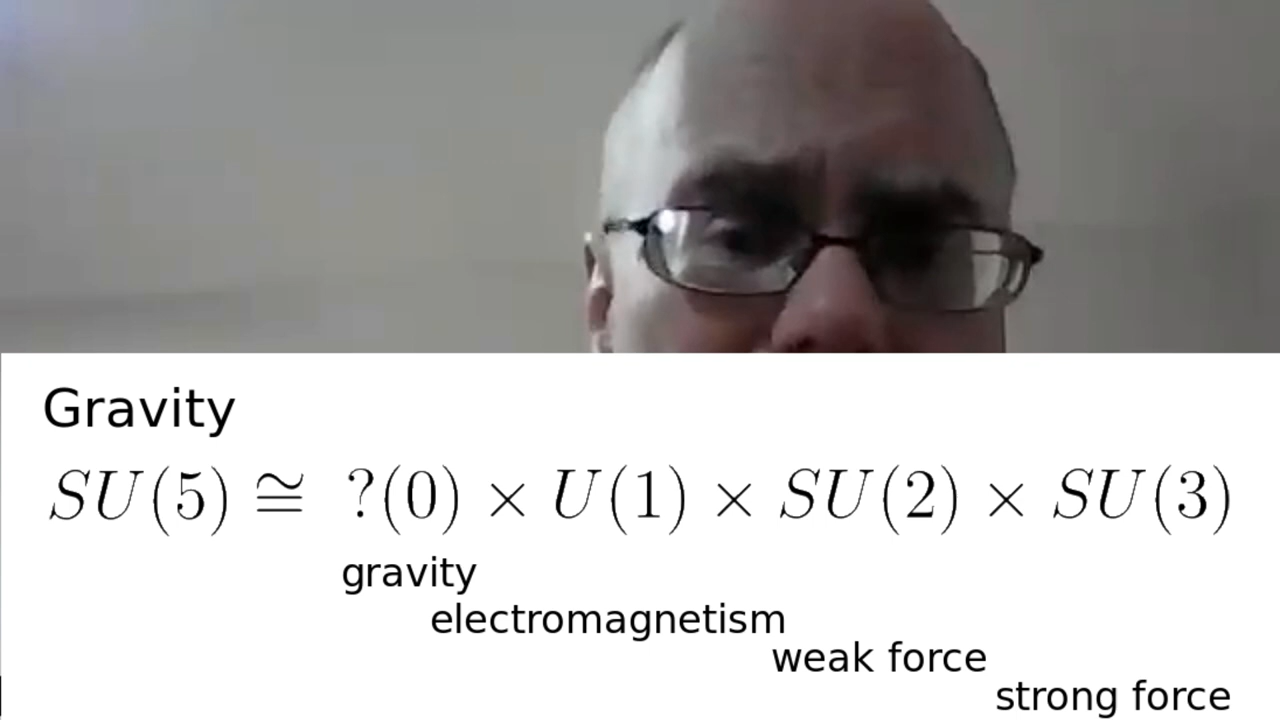 Gravity
SU(5) ≅ ?(0) × U(1) × SU(2) × SU(3)
gravity
electromagnetism
weak force
strong force